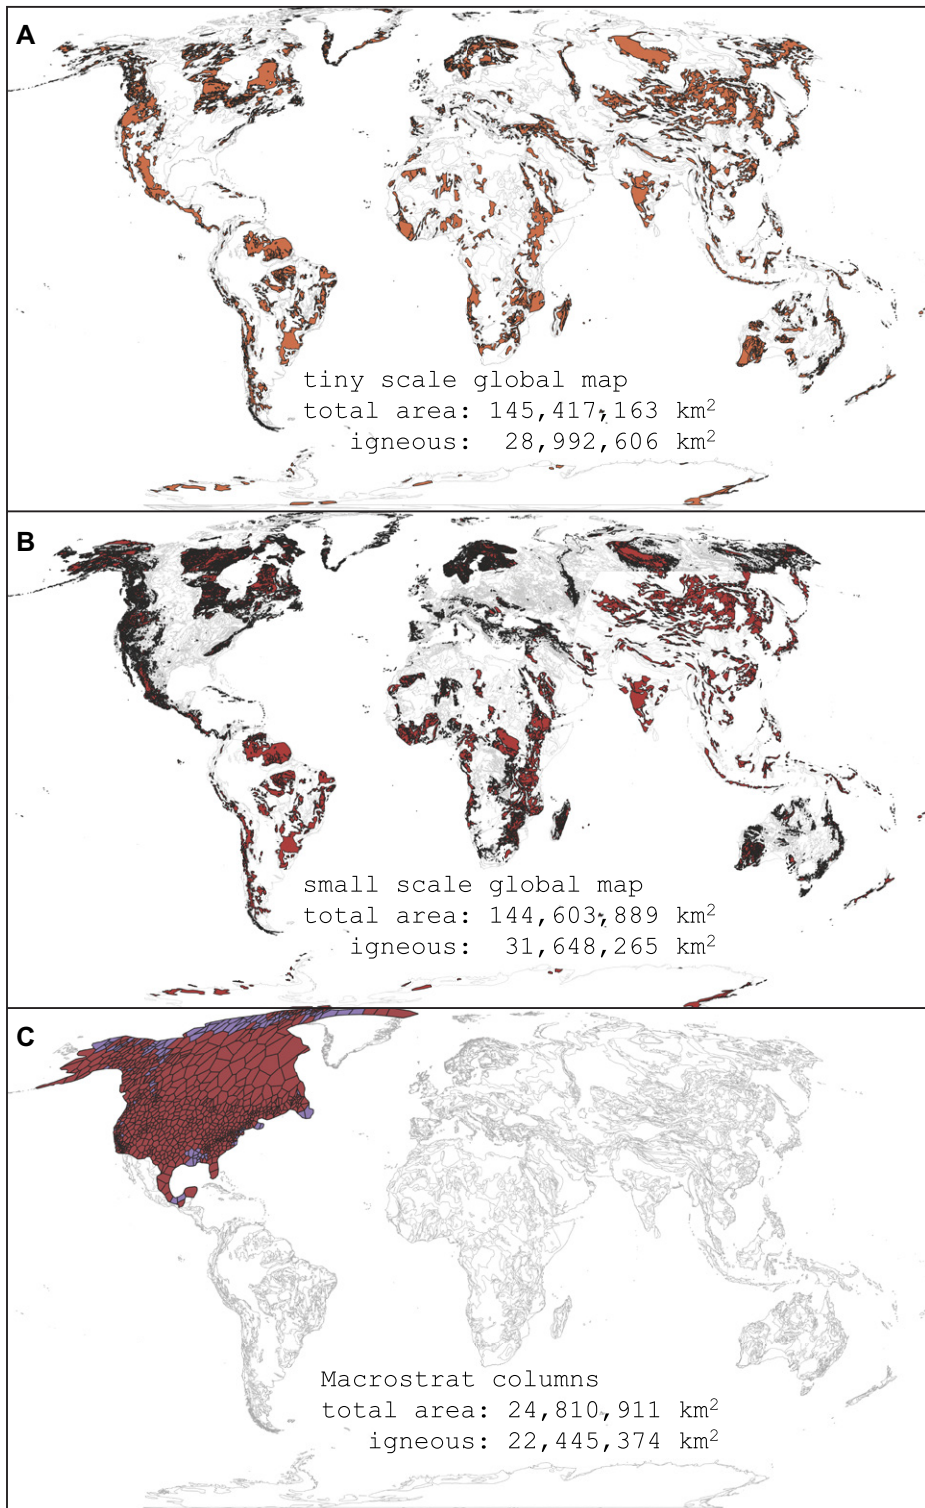 A
tiny scale global map
total area: 145,417,163 km²
igneous: 28,992,606 km²
B
small scale global map
total area: 144,603,889 km²
igneous: 31,648,265 km²
C
Macrostrat columns
total area: 24,810,911 km²
igneous: 22,445,374 km²